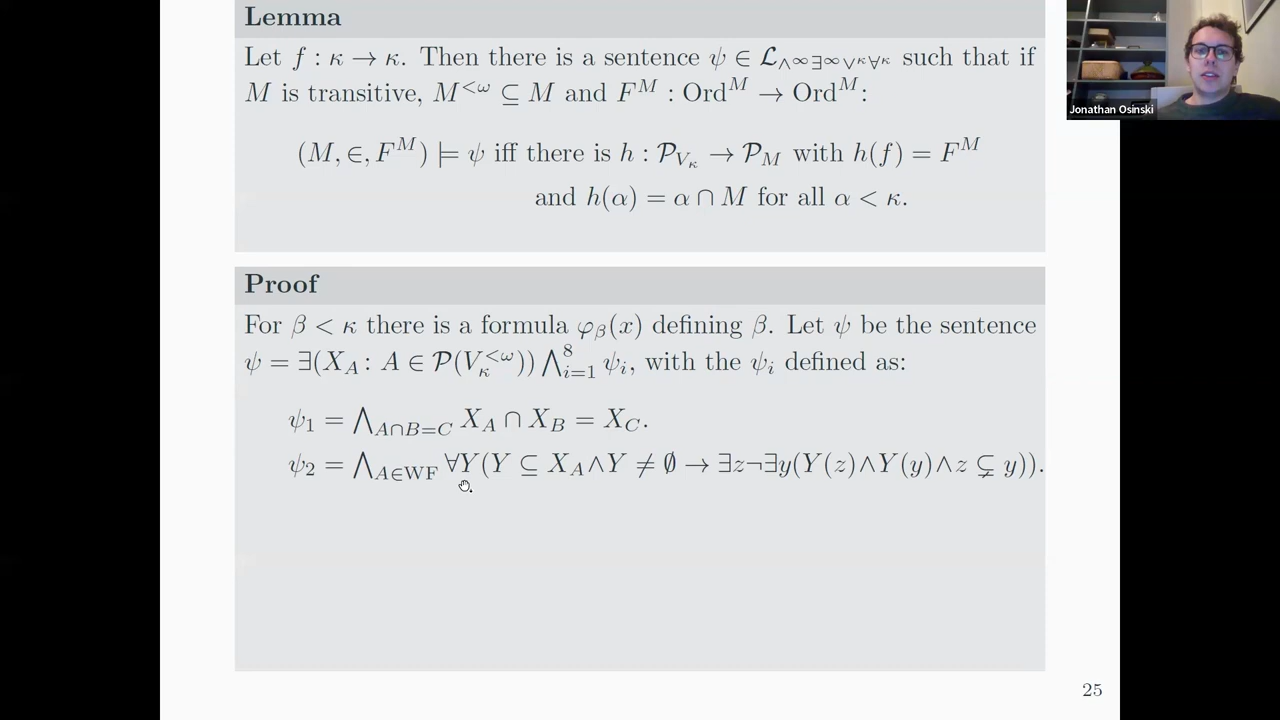 Lemma
Let f : κ → κ. Then there is a sentence ψ ∈ 𝓛_{∧^∞ ∃^∞ ∨^κ ∀^κ} such that if
M is transitive, M^{<ω} ⊆ M and F^M : Ord^M → Ord^M:
(M, ∈, F^M) ⊨ ψ iff there is h : 𝒫_{V_κ} → 𝒫_M with h(f) = F^M
and h(α) = α ∩ M for all α < κ.
Proof
For β < κ there is a formula φ_β(x) defining β. Let ψ be the sentence
ψ = ∃(X_A : A ∈ 𝒫(V_κ^{<ω})) ⋀_{i=1}^8 ψ_i, with the ψ_i defined as:
ψ_1 = ⋀_{A∩B=C} X_A ∩ X_B = X_C.
ψ_2 = ⋀_{A∈WF} ∀Y(Y ⊆ X_A ∧ Y ≠ ∅ → ∃z¬∃y(Y(z) ∧ Y(y) ∧ z ⊊ y)).
25
Jonathan Osinski